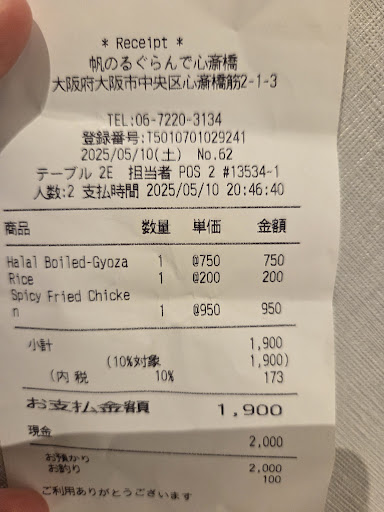 * Receipt *
帆のるぐらんで心斎橋
大阪府大阪市中央区心斎橋筋2-1-3
TEL:06-7220-3134
登録番号:T5010701029241
2025/05/10(土) No.62
テーブル 2E 担当者 POS 2 #13534-1
人数:2 支払時間 2025/05/10 20:46:40
商品 数量 単価 金額
Halal Boiled-Gyoza 1 @750 750
Rice 1 @200 200
Spicy Fried Chicke
n 1 @950 950
小計 1,900
(10%対象 1,900)
(内 税 10% 173
お支払金額 1,900
現金 2,000
お預かり 2,000
お釣り 100
ご利用ありがとうございます